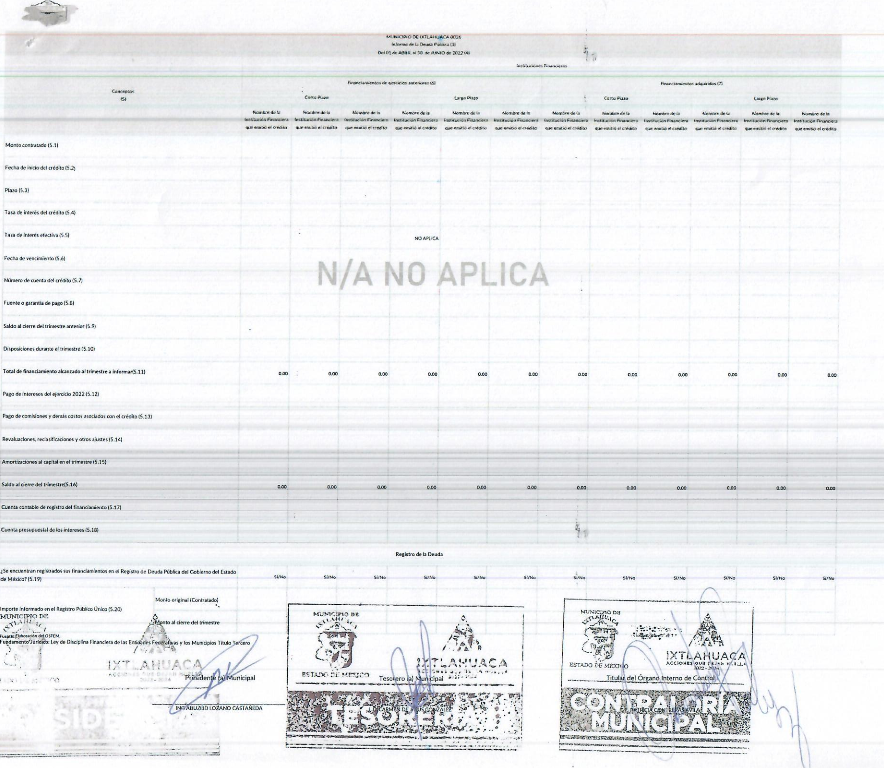 MUNICIPIO DE IXTLAHUACA 0026
Informe de la Deuda Pública (3)
Del 01 de ABRIL al 30 de JUNIO de 2022 (4)
Instituciones Financieras
Conceptos
(5)
Financiamientos de ejercicios anteriores (6)
Financiamientos adquiridos (7)
Corto Plazo
Largo Plazo
Corto Plazo
Largo Plazo
Nombre de la Nombre de la Nombre de la Nombre de la Nombre de la Nombre de la Nombre de la Nombre de la Nombre de la Nombre de la Nombre de la Nombre de la
Institución Financiera Institución Financiera Institución Financiera Institución Financiera Institución Financiera Institución Financiera Institución Financiera Institución Financiera Institución Financiera Institución Financiera Institución Financiera Institución Financiera
que emitió el crédito que emitió el crédito que emitió el crédito que emitió el crédito que emitió el crédito que emitió el crédito que emitió el crédito que emitió el crédito que emitió el crédito que emitió el crédito que emitió el crédito que emitió el crédito
Monto contratado (5.1)
Fecha de inicio del crédito (5.2)
Plazo (5.3)
Tasa de interés del crédito (5.4)
Tasa de interés efectiva (5.5)
NO APLICA
Fecha de vencimiento (5.6)
N/A NO APLICA
Número de cuenta del crédito (5.7)
Fuente o garantía de pago (5.8)
Saldo al cierre del trimestre anterior (5.9)
Disposiciones durante el trimestre (5.10)
Total de financiamiento alcanzado al trimestre a informar(5.11) 0.00 0.00 0.00 0.00 0.00 0.00 0.00 0.00 0.00 0.00 0.00 0.00
Pago de intereses del ejercicio 2022 (5.12)
Pago de comisiones y demás costos asociados con el crédito (5.13)
Revaluaciones, reclasificaciones y otros ajustes (5.14)
Amortizaciones al capital en el trimestre (5.15)
Saldo al cierre del trimestre(5.16) 0.00 0.00 0.00 0.00 0.00 0.00 0.00 0.00 0.00 0.00 0.00 0.00
Cuenta contable de registro del financiamiento (5.17)
Cuenta presupuestal de los intereses (5.18)
Registro de la Deuda
¿Se encuentran registrados sus financiamientos en el Registro de Deuda Pública del Gobierno del Estado
de México? (5.19) SI/No SI/No SI/No SI/No SI/No SI/No SI/No SI/No SI/No SI/No SI/No SI/No
Monto original (Contratado)
Importe informado en el Registro Público Único (5.20)
Monto al cierre del trimestre
Fuente: Elaboración del OSFEM.
Fundamento Jurídico: Ley de Disciplina Financiera de las Entidades Federativas y los Municipios Título Tercero
MUNICIPIO DE
IXTLAHUACA
IXTLAHUACA
Presidente (a) Municipal
MUNICIPIO DE
IXTLAHUACA
ESTADO DE MÉXICO
IXTLAHUACA
Tesorero (a) Municipal
TESORERÍA
MUNICIPIO DE
IXTLAHUACA
ESTADO DE MÉXICO
IXTLAHUACA
Titular del Órgano Interno de Control
CONTRALORÍA
MUNICIPAL
LOZANO CASTAÑEDA